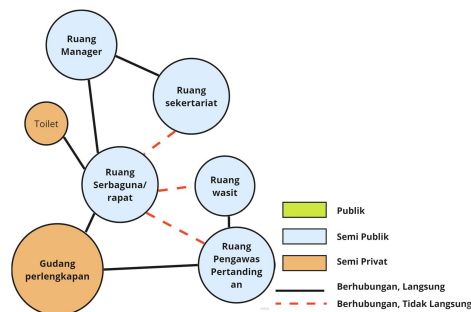 Ruang
Manager
Ruang
sekertariat
Toilet
Ruang
Serbaguna/
rapat
Ruang
wasit
Gudang
perlengkapan
Ruang
Pengawas
Pertanding
an
Publik
Semi Publik
Semi Privat
Berhubungan, Langsung
Berhubungan, Tidak Langsung